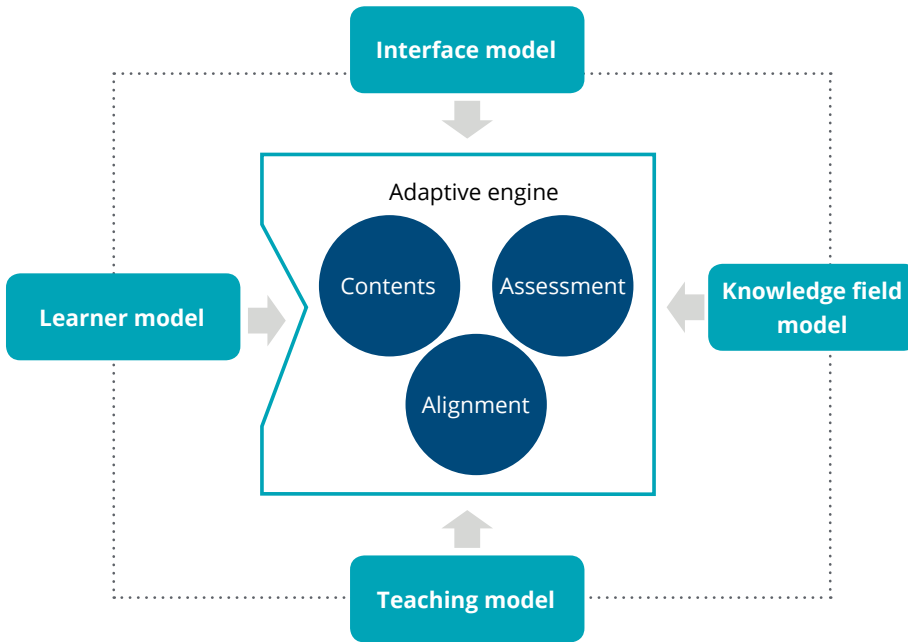 Interface model
Adaptive engine
Contents
Assessment
Learner model
Knowledge field
model
Alignment
Teaching model